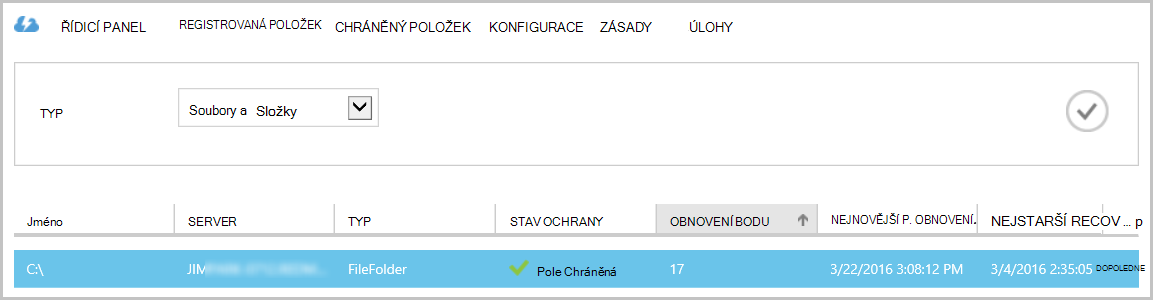 ŘÍDICÍ PANEL REGISTROVANÁ POLOŽEK CHRÁNĚNÝ POLOŽEK KONFIGURACE ZÁSADY ÚLOHY
TYP Soubory a Složky
Jméno SERVER TYP STAV OCHRANY OBNOVENÍ BODU NEJNOVĚJŠÍ P. OBNOVENÍ. NEJSTARŠÍ RECOV ... p
C:\ JIM FileFolder Pole Chráněná 17 3/22/2016 3:08:12 PM 3/4/2016 2:35:05 DOPOLEDNE